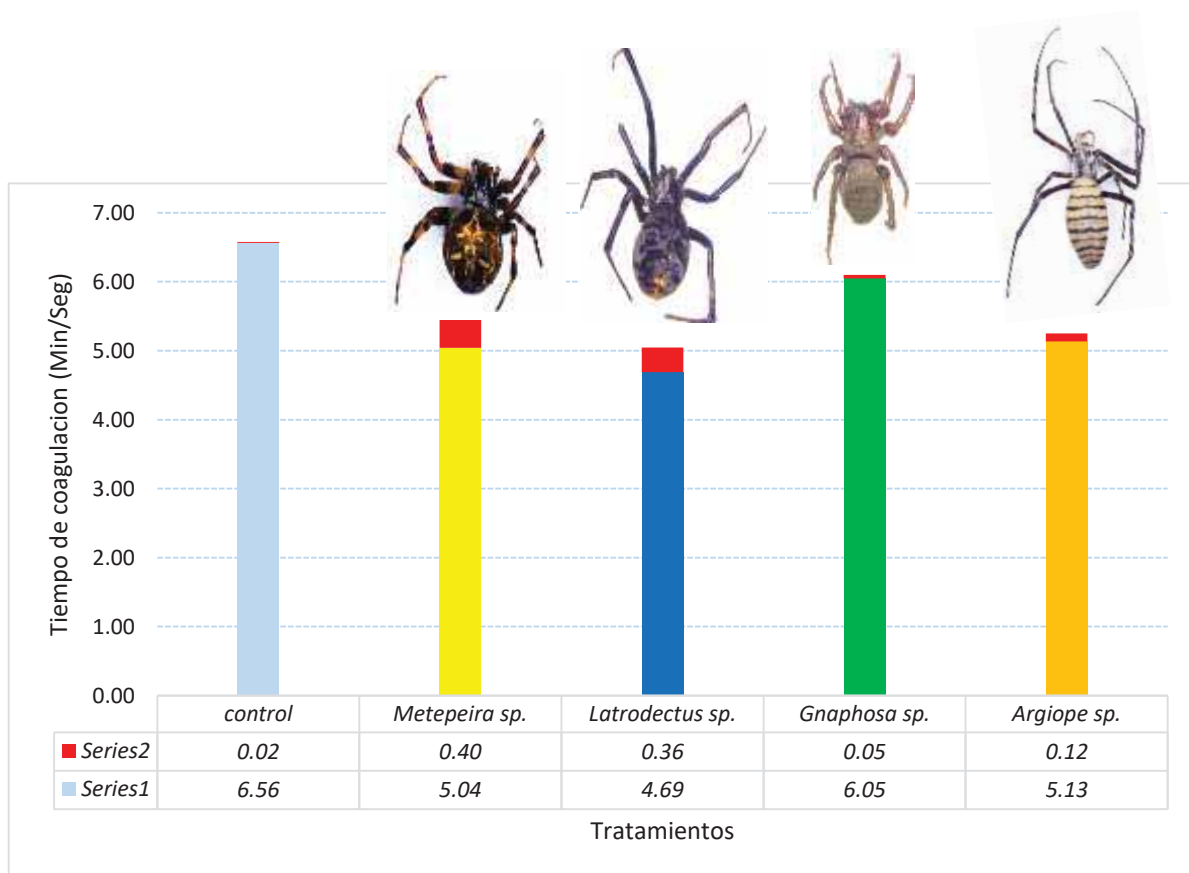 Tiempo de coagulacion (Min/Seg)
7.00
6.00
5.00
4.00
3.00
2.00
1.00
0.00
control Metepeira sp. Latrodectus sp. Gnaphosa sp. Argiope sp.
Series2 0.02 0.40 0.36 0.05 0.12
Series1 6.56 5.04 4.69 6.05 5.13
Tratamientos